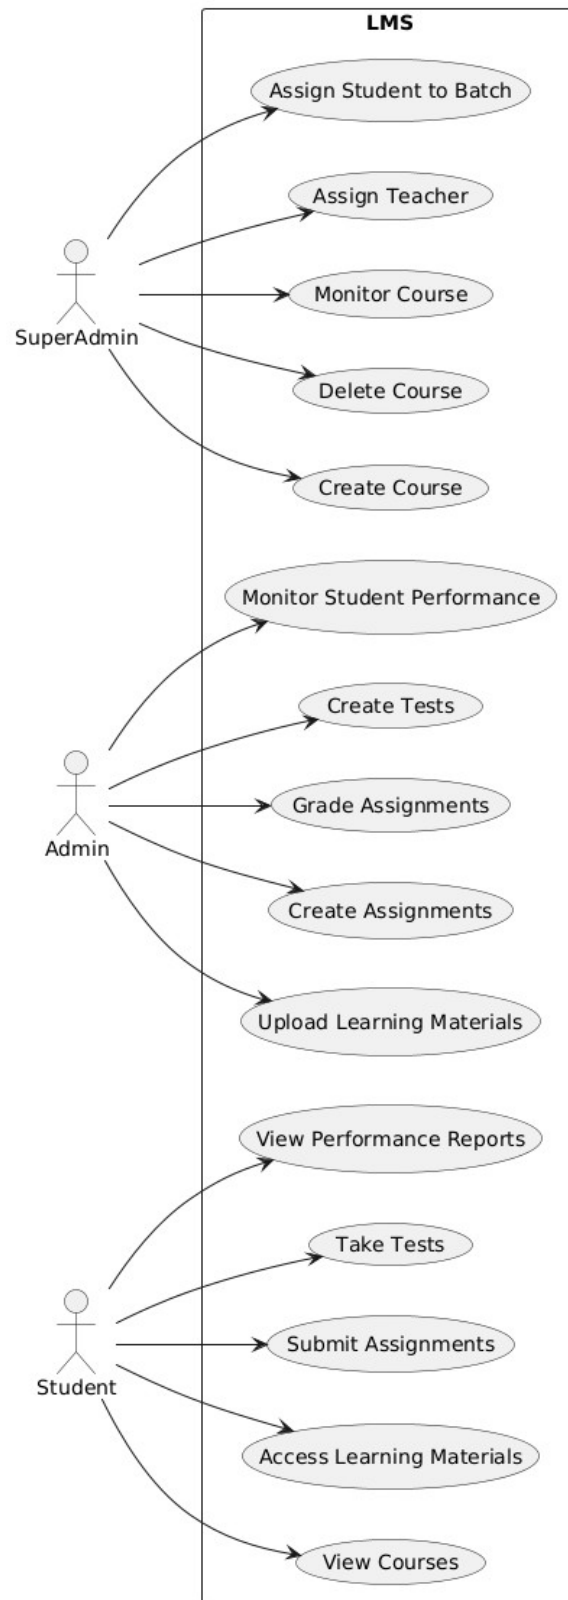 LMS
Assign Student to Batch
Assign Teacher
Monitor Course
SuperAdmin
Delete Course
Create Course
Monitor Student Performance
Create Tests
Grade Assignments
Admin
Create Assignments
Upload Learning Materials
View Performance Reports
Take Tests
Submit Assignments
Student
Access Learning Materials
View Courses